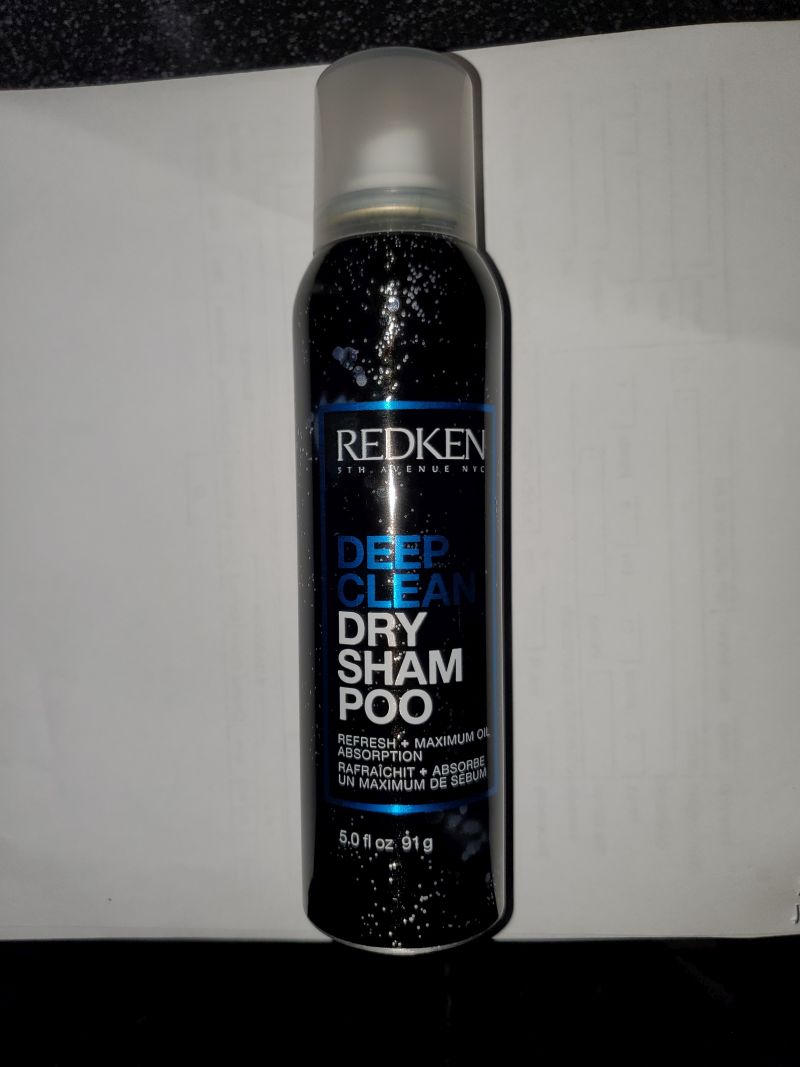 REDKEN
5TH AVENUE NYC
DEEP
CLEAN
DRY
SHAM
POO
REFRESH + MAXIMUM OIL
ABSORPTION
RAFRAÎCHIT + ABSORBE
UN MAXIMUM DE SÉBUM
5.0 fl oz 91g